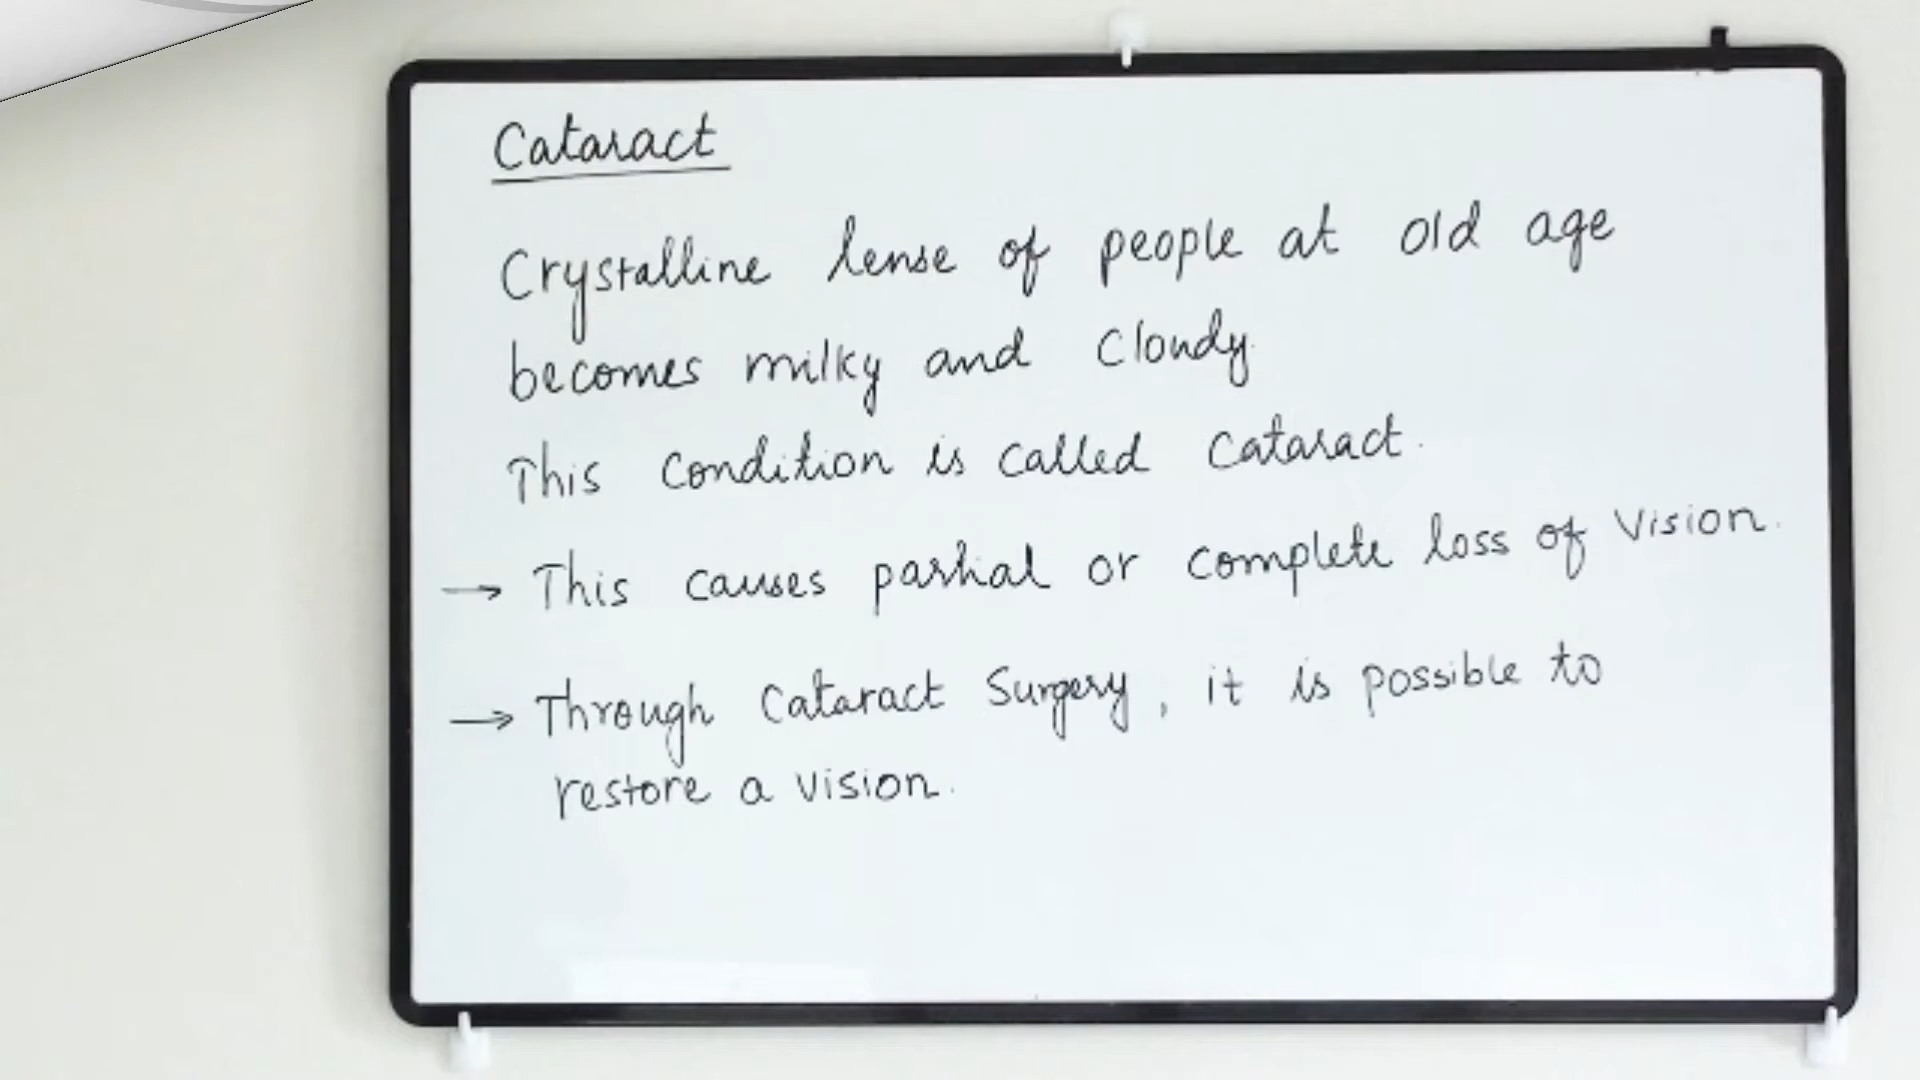 Cataract
Crystalline lense of people at old age
becomes milky and cloudy.
This condition is called Cataract.
→ This causes partial or complete loss of vision.
→ Through Cataract Surgery, it is possible to
restore a vision.